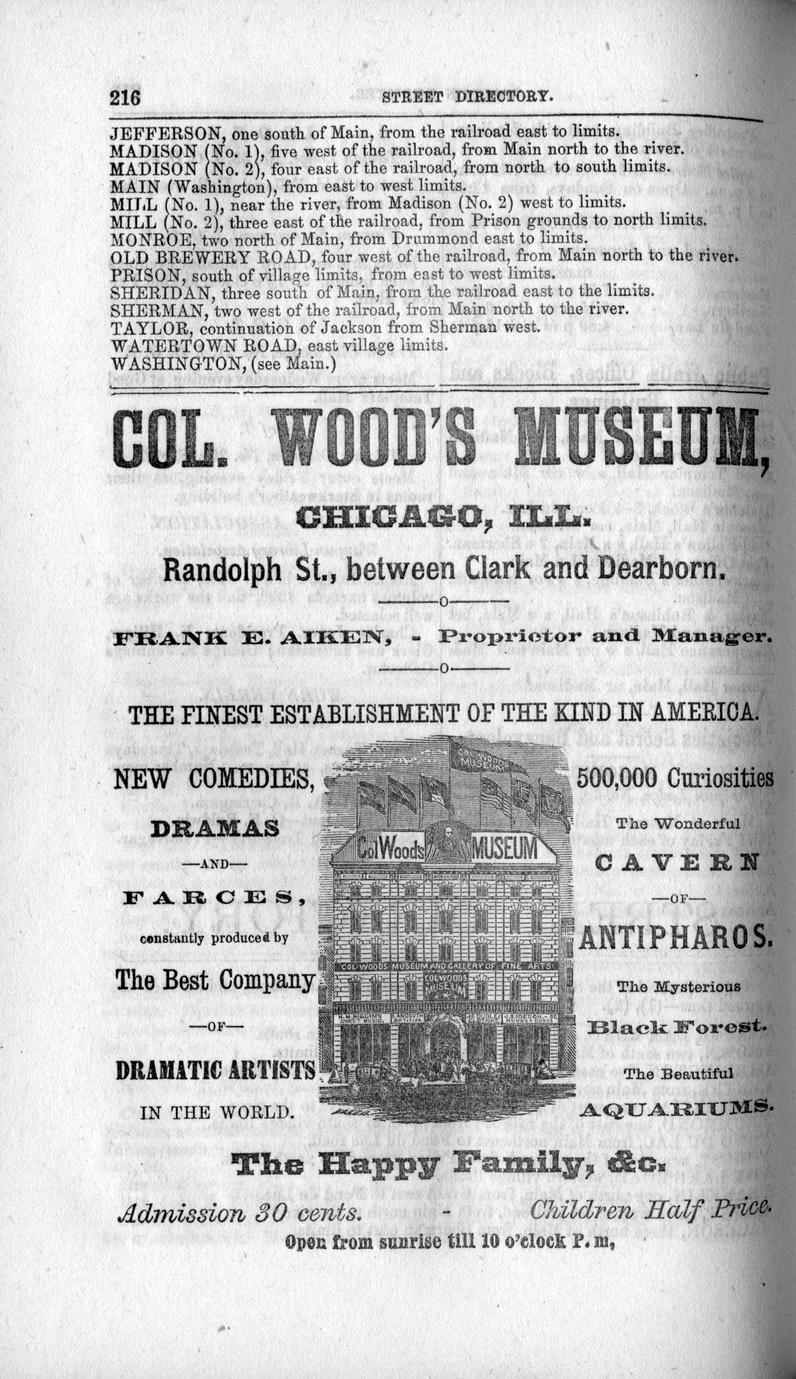 216 STREET DIRECTORY.
JEFFERSON, one south of Main, from the railroad east to limits.
MADISON (No. 1), five west of the railroad, from Main north to the river.
MADISON (No. 2), four east of the railroad, from north to south limits.
MAIN (Washington), from east to west limits.
MILL (No. 1), near the river, from Madison (No. 2) west to limits.
MILL (No. 2), three east of the railroad, from Prison grounds to north limits.
MONROE, two north of Main, from Drummond east to limits.
OLD BREWERY ROAD, four west of the railroad, from Main north to the river.
PRISON, south of village limits, from east to west limits.
SHERIDAN, three south of Main, from the railroad east to the limits.
SHERMAN, two west of the railroad, from Main north to the river.
TAYLOR, continuation of Jackson from Sherman west.
WATERTOWN ROAD, east village limits.
WASHINGTON, (see Main.)
COL. WOOD'S MUSEUM,
CHICAGO, ILL.
Randolph St., between Clark and Dearborn.
FRANK E. AIKEN, - Proprietor and Manager.
THE FINEST ESTABLISHMENT OF THE KIND IN AMERICA.
NEW COMEDIES,
DRAMAS
—AND—
FARCES,
constantly produced by
The Best Company
—OF—
DRAMATIC ARTISTS
IN THE WORLD.
COL WOODS
MUSEUM
Col Wood's MUSEUM
COL WOODS MUSEUM AND GALLERY OF FINE ARTS
COL WOODS
MUSEUM
500,000 Curiosities
The Wonderful
CAVERN
—OF—
ANTIPHAROS.
The Mysterious
Black Forest.
The Beautiful
AQUARIUMS.
The Happy Family, &c.
Admission 30 cents. - Children Half Price.
Open from sunrise till 10 o'clock P. m,